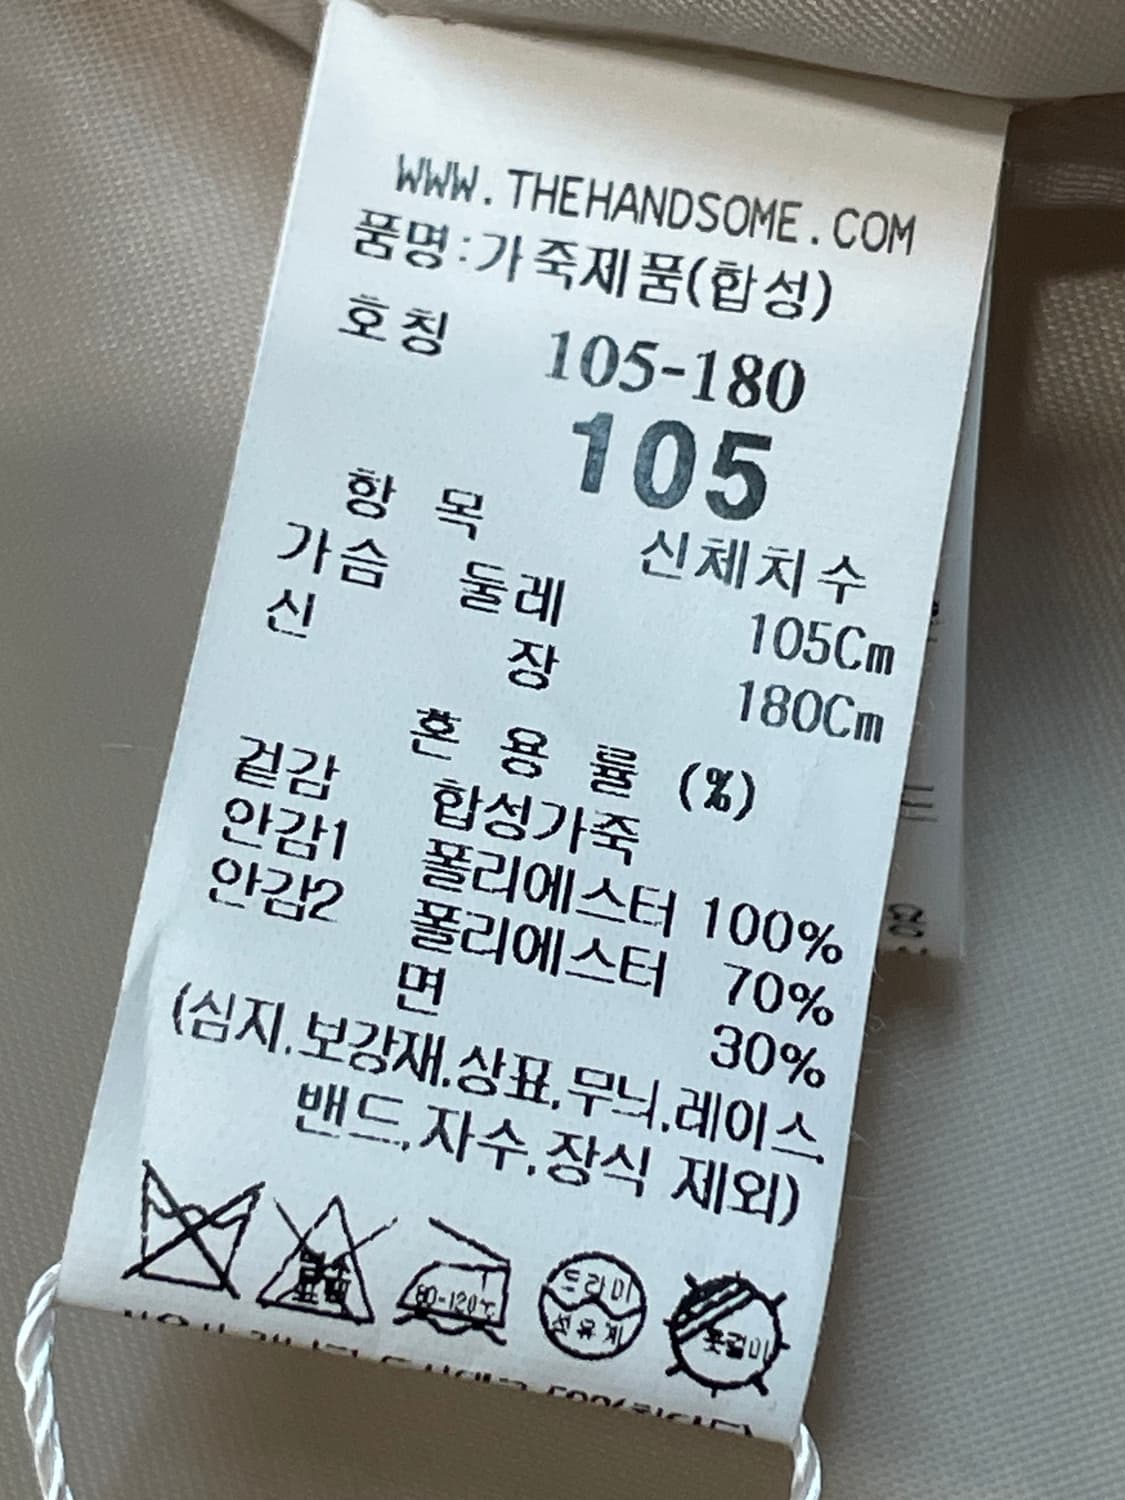 WWW.THEHANDSOME.COM
품명:가죽제품(합성)
호칭 105-180
105
항 목 신체치수
가슴 둘레 105Cm
신 장 180Cm
혼 용 률 (%)
겉감 합성가죽
안감1 폴리에스터 100%
안감2 폴리에스터 70%
면 30%
(심지.보강재.상표.무늬.레이스.
밴드.자수.장식 제외)
80-120℃
드라이
석유계
옷걸이
용